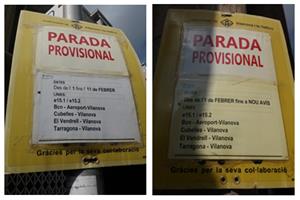 PARADA
PROVISIONAL
DATES
Des de l'1 fins l'11 de FEBRER
LINIES
e15.1 / e15.2
Bcn - Aeroport-Vilanova
Cubelles - Vilanova
El Vendrell - Vilanova
Tarragona - Vilanova
Gràcies per la seva col·laboració
PARADA
PROVISIONAL
Des de l'1 FEBRER fins a NOU AVÍS
LINIES
e15.1 / e15.2
Bcn - Aeroport-Vilanova
Cubelles - Vilanova
El Vendrell - Vilanova
Tarragona - Vilanova
Gràcies per la seva col·laboració